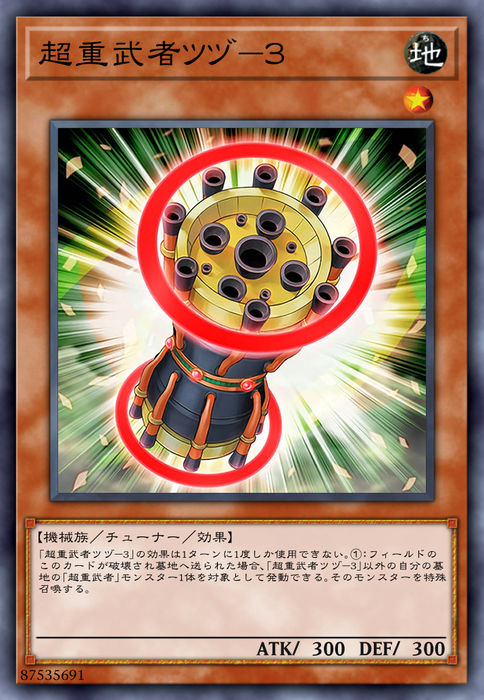 超重武者ツヅ-3
ち
地
【機械族／チューナー／効果】
「超重武者ツヅ-3」の効果は1ターンに1度しか使用できない。①:フィールドの
このカードが破壊され墓地へ送られた場合、「超重武者ツヅ-3」以外の自分の墓
地の「超重武者」モンスター1体を対象として発動できる。そのモンスターを特殊
召喚する。
ATK/ 300 DEF/ 300
87535691